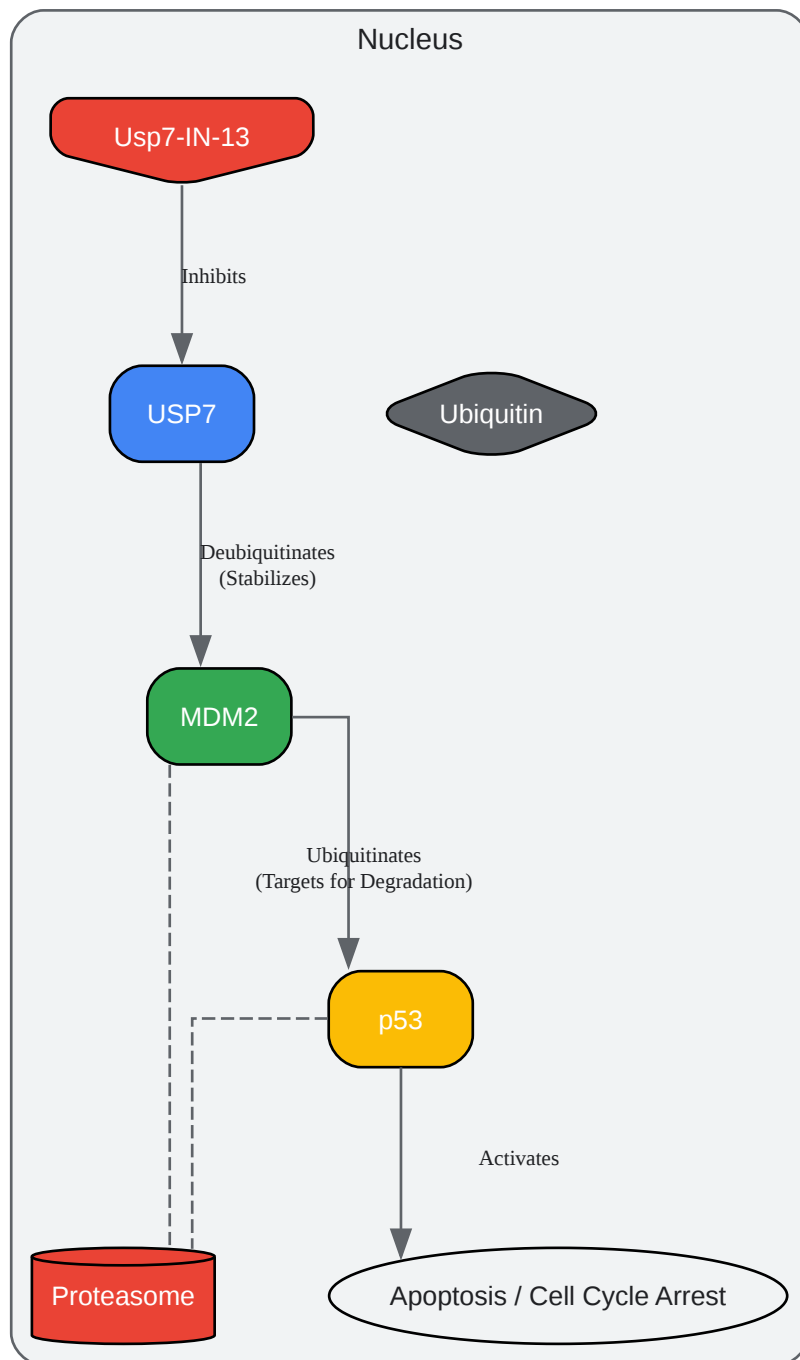 Nucleus
Usp7-IN-13
Inhibits
USP7
Ubiquitin
Deubiquitinates
(Stabilizes)
MDM2
Ubiquitinates
(Targets for Degradation)
p53
Activates
Proteasome
Apoptosis / Cell Cycle Arrest